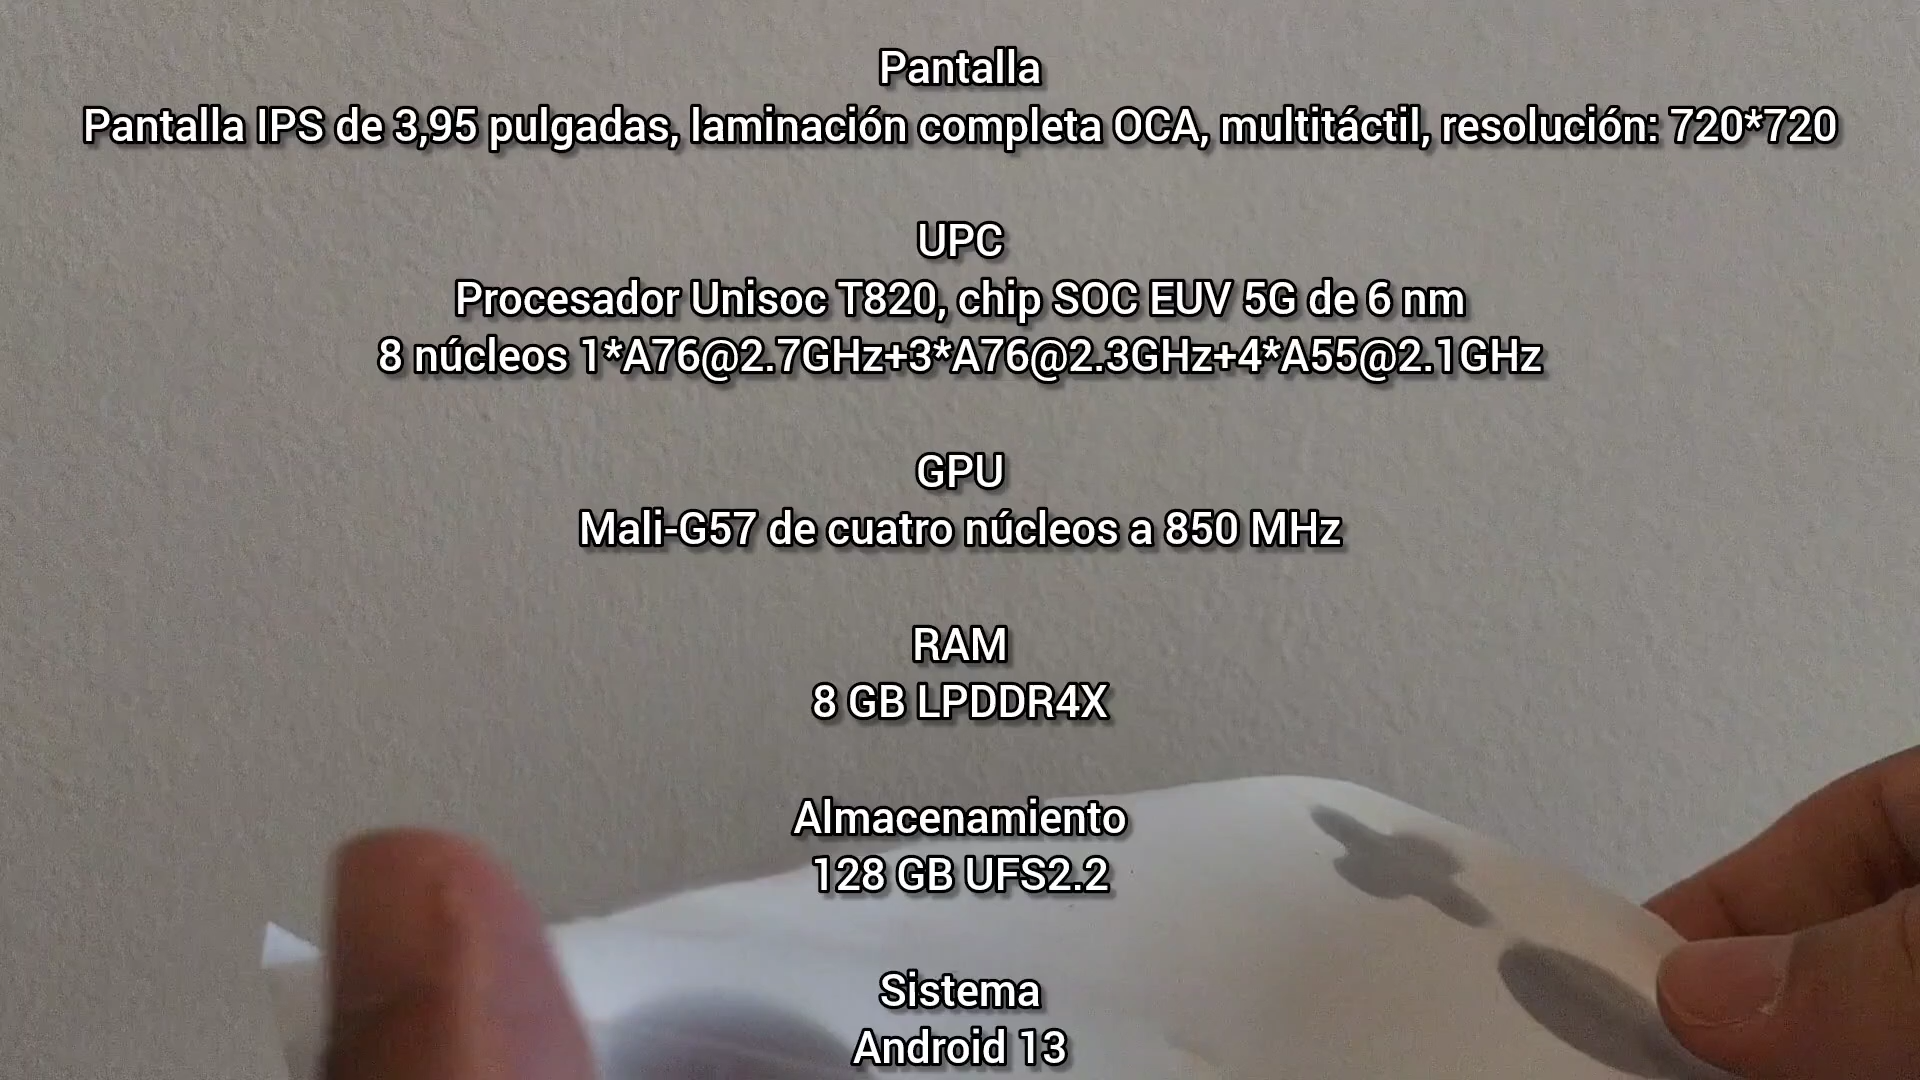 Pantalla
Pantalla IPS de 3,95 pulgadas, laminación completa OCA, multitáctil, resolución: 720*720
UPC
Procesador Unisoc T820, chip SOC EUV 5G de 6 nm
8 núcleos 1*A76@2.7GHz+3*A76@2.3GHz+4*A55@2.1GHz
GPU
Mali-G57 de cuatro núcleos a 850 MHz
RAM
8 GB LPDDR4X
Almacenamiento
128 GB UFS2.2
Sistema
Android 13